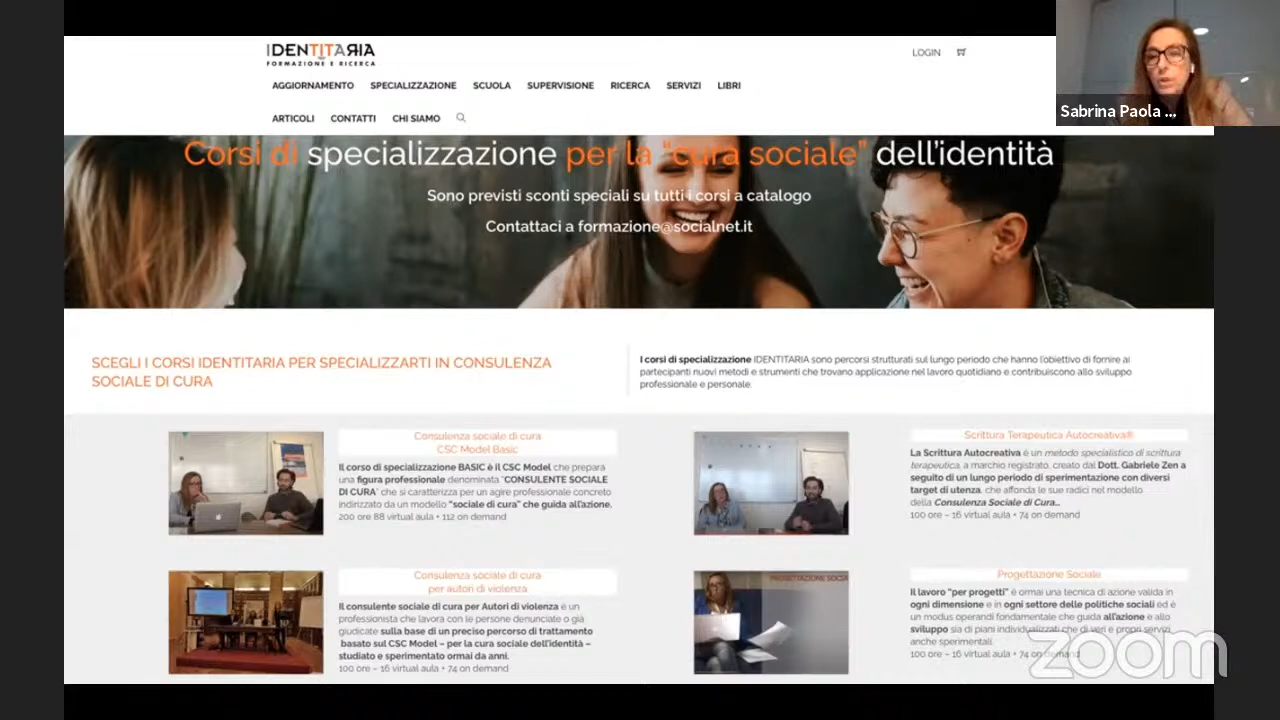 IDENTITARIA
FORMAZIONE E RICERCA
LOGIN
AGGIORNAMENTO SPECIALIZZAZIONE SCUOLA SUPERVISIONE RICERCA SERVIZI LIBRI
ARTICOLI CONTATTI CHI SIAMO
Sabrina Paola ...
Corsi di specializzazione per la "cura sociale" dell'identità
Sono previsti sconti speciali su tutti i corsi a catalogo
Contattaci a formazione@socialnet.it
SCEGLI I CORSI IDENTITARIA PER SPECIALIZZARTI IN CONSULENZA
SOCIALE DI CURA
I corsi di specializzazione IDENTITARIA sono percorsi strutturati sul lungo periodo che hanno l'obiettivo di fornire ai
partecipanti nuovi metodi e strumenti che trovano applicazione nel lavoro quotidiano e contribuiscono allo sviluppo
professionale e personale.
Consulenza sociale di cura
CSC Model Basic
Il corso di specializzazione BASIC è il CSC Model che prepara
una figura professionale denominata "CONSULENTE SOCIALE
DI CURA" che si caratterizza per un agire professionale concreto
indirizzato da un modello "sociale di cura" che guida all'azione.
200 ore 88 virtual aula + 112 on demand
Scrittura Terapeutica Autocreativa®
La Scrittura Autocreativa è un metodo specialistico di scrittura
terapeutica, a marchio registrato, creato dal Dott. Gabriele Zen a
seguito di un lungo periodo di sperimentazione con diversi
target di utenza, che affonda le sue radici nel modello
della Consulenza Sociale di Cura...
100 ore – 16 virtual aula + 74 on demand
Consulenza sociale di cura
per autori di violenza
Il consulente sociale di cura per Autori di violenza è un
professionista che lavora con le persone denunciate o già
giudicate sulla base di un preciso percorso di trattamento
basato sul CSC Model – per la cura sociale dell'identità –
studiato e sperimentato ormai da anni.
100 ore – 16 virtual aula + 74 on demand
PROGETTAZIONE SOCIA
Progettazione Sociale
Il lavoro "per progetti" è ormai una tecnica di azione valida in
ogni dimensione e in ogni settore delle politiche sociali ed è
un modus operandi fondamentale che guida all'azione e allo
sviluppo sia di piani individualizzati che di veri e propri servizi
anche sperimentali.
100 ore – 16 virtual aula + 74 on demand
zoom